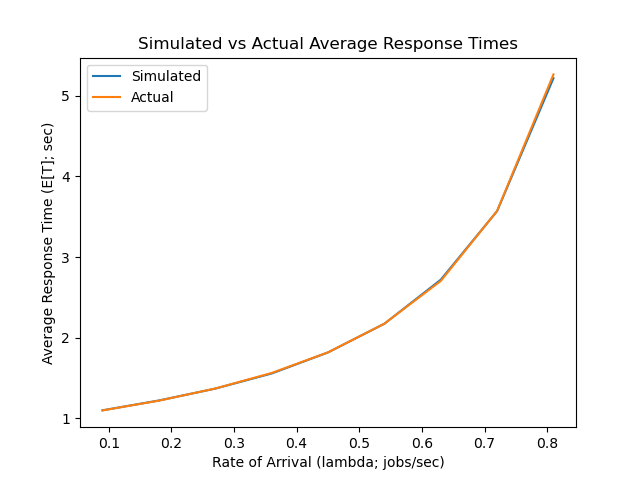 Simulated vs Actual Average Response Times
Simulated
Actual
Average Response Time (E[T]; sec)
5
4
3
2
1
0.1 0.2 0.3 0.4 0.5 0.6 0.7 0.8
Rate of Arrival (lambda; jobs/sec)